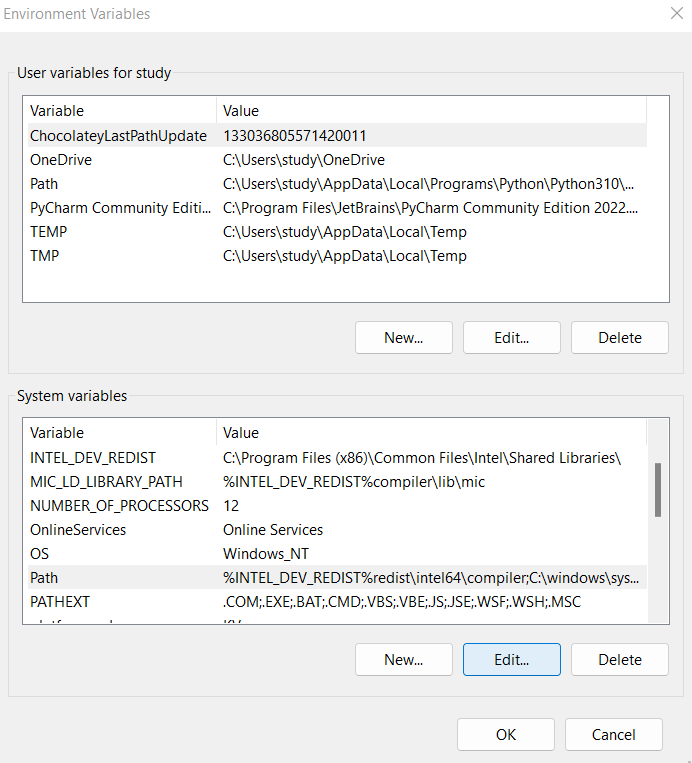 Environment Variables
User variables for study
Variable Value
ChocolateyLastPathUpdate 133036805571420011
OneDrive C:\Users\study\OneDrive
Path C:\Users\study\AppData\Local\Programs\Python\Python310\...
PyCharm Community Editi... C:\Program Files\JetBrains\PyCharm Community Edition 2022....
TEMP C:\Users\study\AppData\Local\Temp
TMP C:\Users\study\AppData\Local\Temp
New... Edit... Delete
System variables
Variable Value
INTEL_DEV_REDIST C:\Program Files (x86)\Common Files\Intel\Shared Libraries\
MIC_LD_LIBRARY_PATH %INTEL_DEV_REDIST%compiler\lib\mic
NUMBER_OF_PROCESSORS 12
OnlineServices Online Services
OS Windows_NT
Path %INTEL_DEV_REDIST%redist\intel64\compiler;C:\windows\sys...
PATHEXT .COM;.EXE;.BAT;.CMD;.VBS;.VBE;.JS;.JSE;.WSF;.WSH;.MSC
New... Edit... Delete
OK Cancel